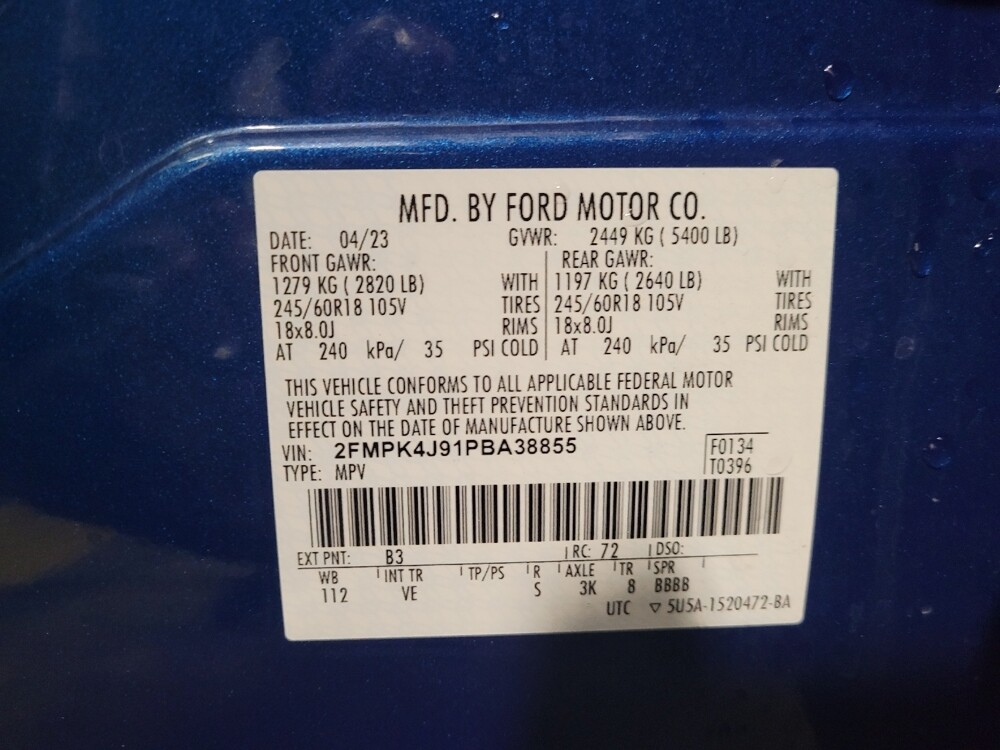 MFD. BY FORD MOTOR CO.
DATE: 04/23 GVWR: 2449 KG ( 5400 LB)
FRONT GAWR: REAR GAWR:
1279 KG ( 2820 LB) WITH 1197 KG ( 2640 LB) WITH
245/60R18 105V TIRES 245/60R18 105V TIRES
18x8.0J RIMS 18x8.0J RIMS
AT 240 kPa/ 35 PSI COLD AT 240 kPa/ 35 PSI COLD
THIS VEHICLE CONFORMS TO ALL APPLICABLE FEDERAL MOTOR
VEHICLE SAFETY AND THEFT PREVENTION STANDARDS IN
EFFECT ON THE DATE OF MANUFACTURE SHOWN ABOVE.
VIN: 2FMPK4J91PBA38855 F0134
TYPE: MPV T0396
EXT PNT: B3 RC: 72 DSO:
WB INT TR TP/PS R AXLE TR SPR
112 VE S 3K 8 BBBB
UTC ▽ 5U5A-1520472-BA